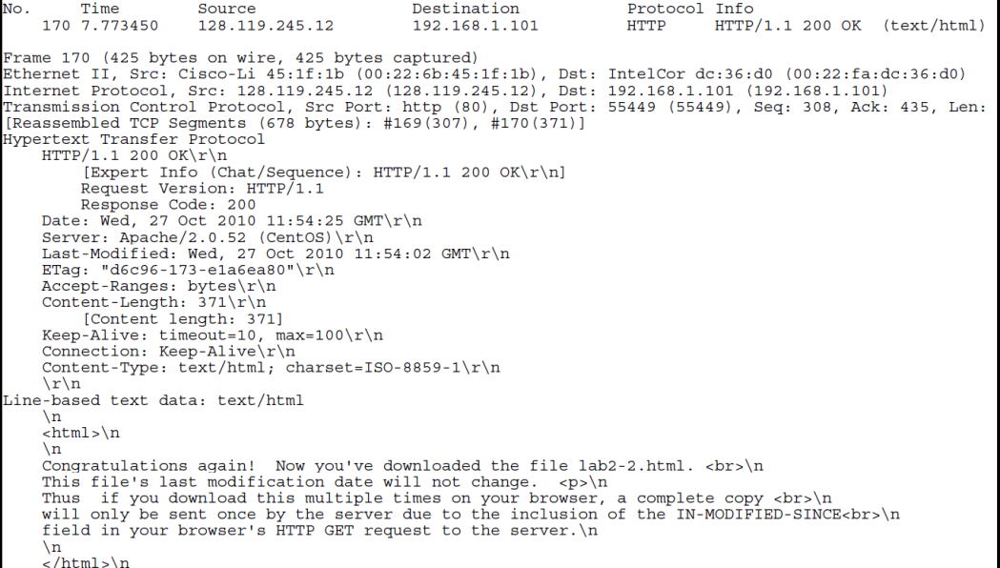 No. Time Source Destination Protocol Info
170 7.773450 128.119.245.12 192.168.1.101 HTTP HTTP/1.1 200 OK (text/html)
Frame 170 (425 bytes on wire, 425 bytes captured)
Ethernet II, Src: Cisco-Li 45:1f:1b (00:22:6b:45:1f:1b), Dst: IntelCor dc:36:d0 (00:22:fa:dc:36:d0)
Internet Protocol, Src: 128.119.245.12 (128.119.245.12), Dst: 192.168.1.101 (192.168.1.101)
Transmission Control Protocol, Src Port: http (80), Dst Port: 55449 (55449), Seq: 308, Ack: 435, Len:
[Reassembled TCP Segments (678 bytes): #169(307), #170(371)]
Hypertext Transfer Protocol
HTTP/1.1 200 OK\r\n
[Expert Info (Chat/Sequence): HTTP/1.1 200 OK\r\n]
Request Version: HTTP/1.1
Response Code: 200
Date: Wed, 27 Oct 2010 11:54:25 GMT\r\n
Server: Apache/2.0.52 (CentOS)\r\n
Last-Modified: Wed, 27 Oct 2010 11:54:02 GMT\r\n
ETag: "d6c96-173-e1a6ea80"\r\n
Accept-Ranges: bytes\r\n
Content-Length: 371\r\n
[Content length: 371]
Keep-Alive: timeout=10, max=100\r\n
Connection: Keep-Alive\r\n
Content-Type: text/html; charset=ISO-8859-1\r\n
\r\n
Line-based text data: text/html
\n
<html>\n
\n
Congratulations again!  Now you've downloaded the file lab2-2.html. <br>\n
This file's last modification date will not change.  <p>\n
Thus  if you download this multiple times on your browser, a complete copy <br>\n
will only be sent once by the server due to the inclusion of the IN-MODIFIED-SINCE<br>\n
field in your browser's HTTP GET request to the server.\n
\n
</html>\n